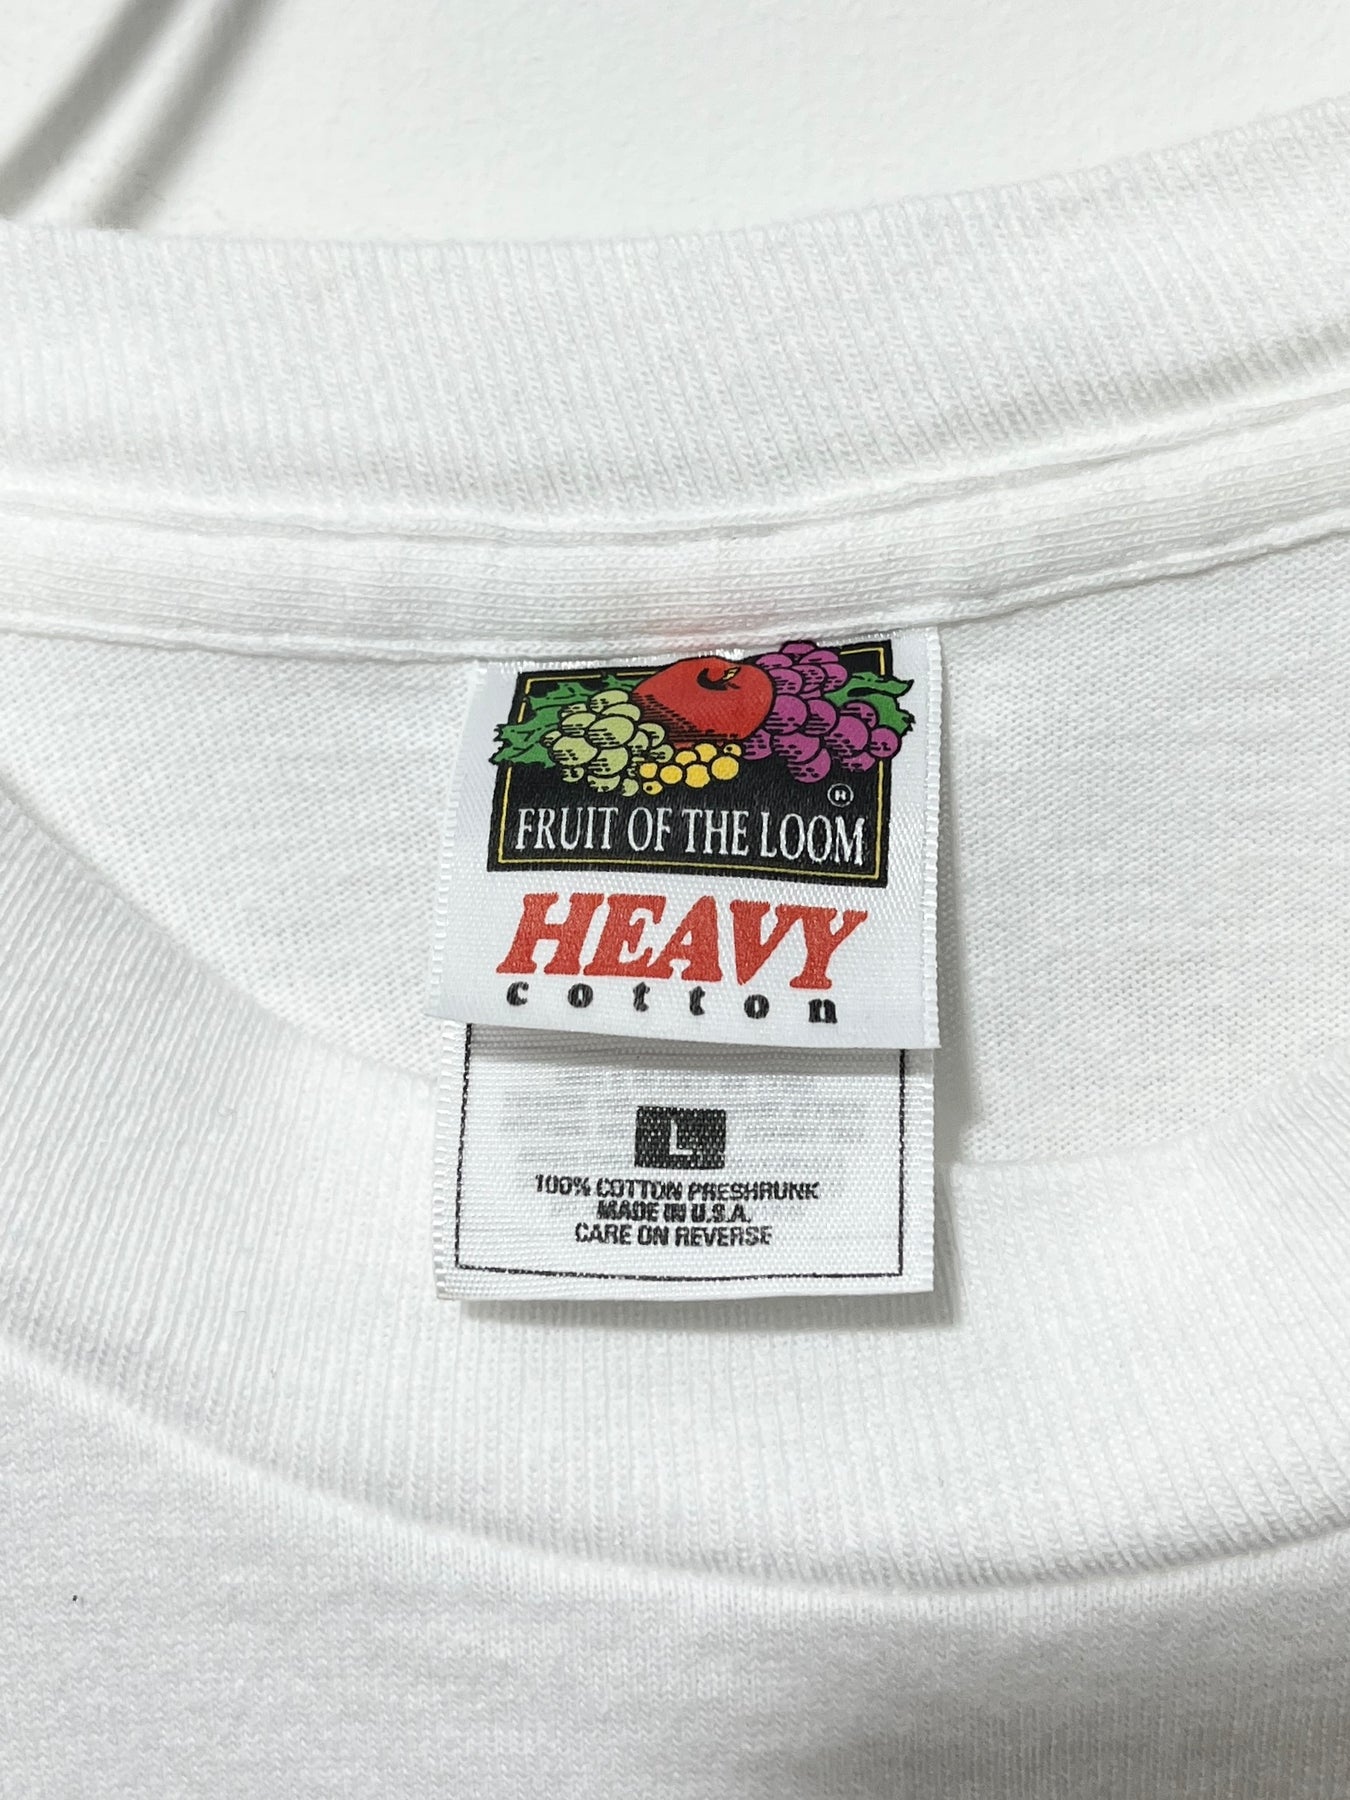 ®
FRUIT OF THE LOOM
HEAVY
cotton
L
100% COTTON PRESHRUNK
MADE IN U.S.A.
CARE ON REVERSE